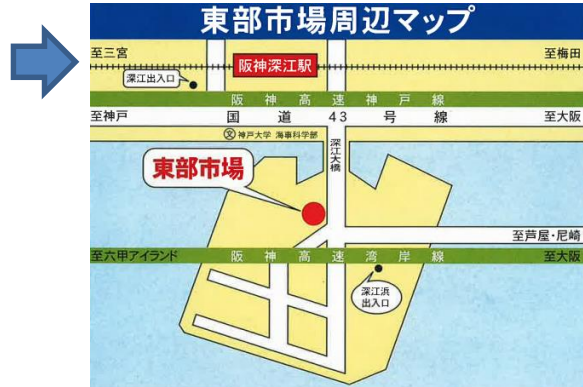 東部市場周辺マップ
至三宮
至梅田
阪神深江駅
深江出入口
阪神高速神戸線
至神戸
国道43号線
至大阪
文 神戸大学 海事科学部
深江大橋
東部市場
至芦屋・尼崎
至六甲アイランド
阪神高速湾岸線
至大阪
深江浜
出入口